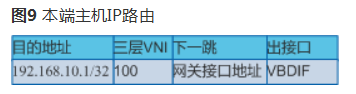 图9 本端主机IP路由
目的地址 三层VNI 下一跳 出接口
192.168.10.1/32 100 网关接口地址 VBDIF